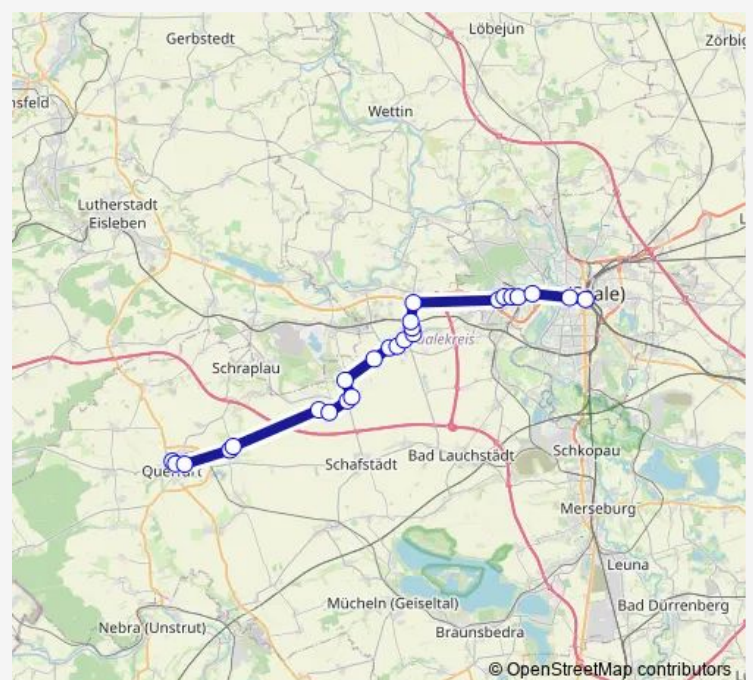 Löbejün
Gerbstedt
Zörbig
nsfeld
Wettin
Lutherstadt
Eisleben
(Saale)
Schraplau
Querfurt
Schafstädt
Bad Lauchstädt
Schkopau
Merseburg
Leuna
Mücheln (Geiseltal)
Bad Dürrenberg
Nebra (Unstrut)
Braunsbedra
© OpenStreetMap contributors